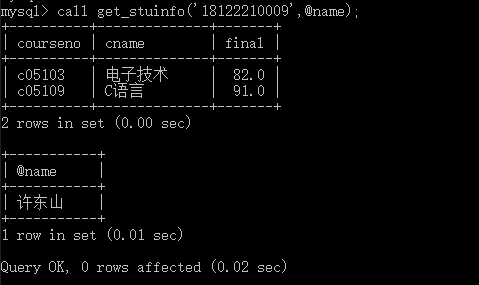 mysql> call get_stuinfo('18122210009',@name);
+----------+--------------+-------+
| courseno | cname        | final |
+----------+--------------+-------+
| c05103   | 电子技术     |  82.0 |
| c05109   | C语言        |  91.0 |
+----------+--------------+-------+
2 rows in set (0.00 sec)
+-----------+
| @name     |
+-----------+
| 许东山    |
+-----------+
1 row in set (0.01 sec)
Query OK, 0 rows affected (0.02 sec)